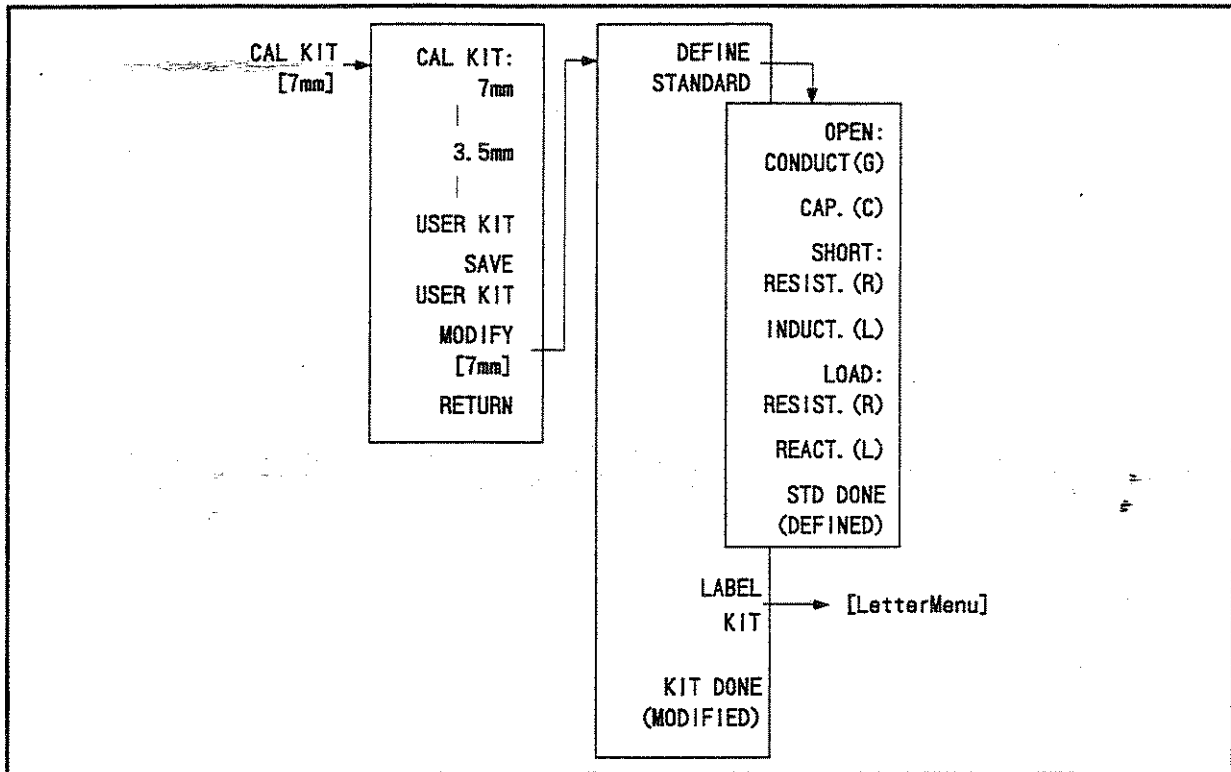 CAL KIT
[7mm]
CAL KIT:
7mm
3.5mm
USER KIT
SAVE
USER KIT
MODIFY
[7mm]
RETURN
DEFINE
STANDARD
OPEN:
CONDUCT(G)
CAP. (C)
SHORT:
RESIST. (R)
INDUCT. (L)
LOAD:
RESIST. (R)
REACT. (L)
STD DONE
(DEFINED)
LABEL
KIT
[LetterMenu]
KIT DONE
(MODIFIED)